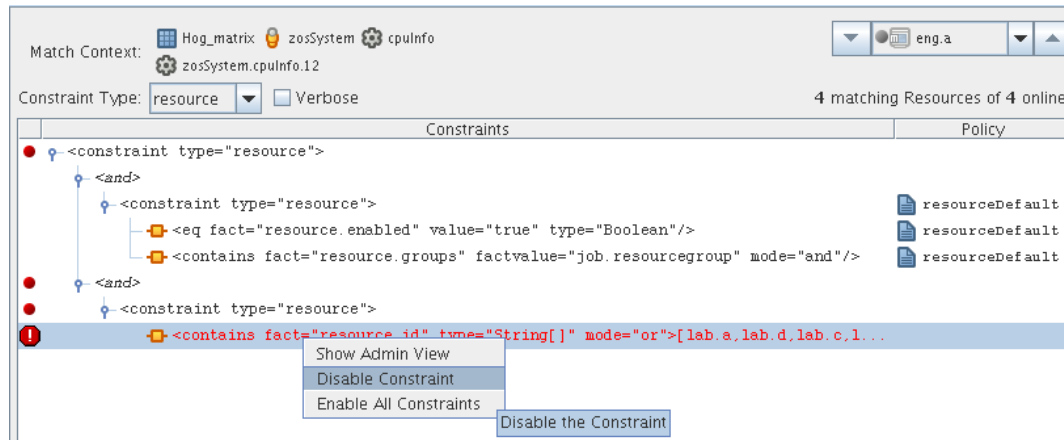 Match Context: Hog_matrix zosSystem cpuInfo
zosSystem.cpuInfo.12
eng.a
Constraint Type: resource Verbose
4 matching Resources of 4 online
Constraints Policy
<constraint type="resource">
<and>
<constraint type="resource"> resourceDefault
<eq fact="resource.enabled" value="true" type="Boolean"/> resourceDefault
<contains fact="resource.groups" factvalue="job.resourcegroup" mode="and"/> resourceDefault
<and>
<constraint type="resource">
<contains fact="resource.id" type="String[]" mode="or">[lab.a,lab.d,lab.c,l...
Show Admin View
Disable Constraint
Enable All Constraints
Disable the Constraint